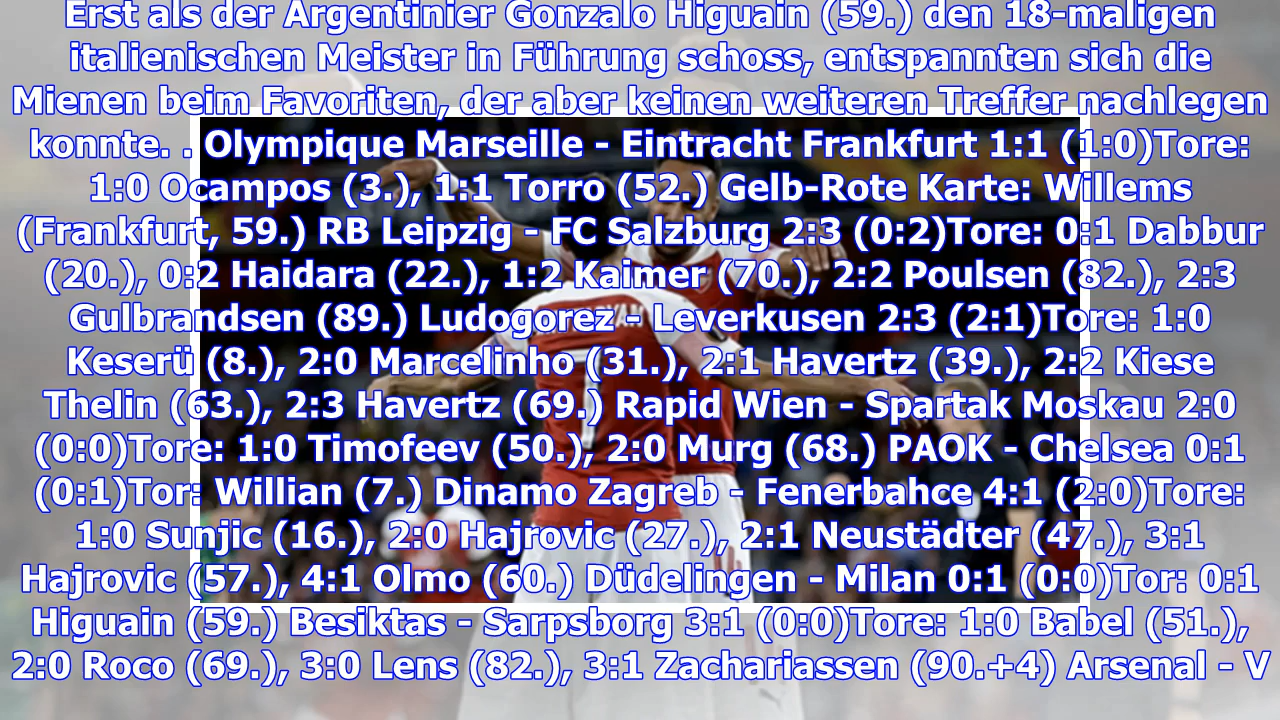 Erst als der Argentinier Gonzalo Higuain (59.) den 18-maligen
italienischen Meister in Führung schoss, entspannten sich die
Mienen beim Favoriten, der aber keinen weiteren Treffer nachlegen
konnte. . Olympique Marseille - Eintracht Frankfurt 1:1 (1:0)Tore:
1:0 Ocampos (3.), 1:1 Torro (52.) Gelb-Rote Karte: Willems
(Frankfurt, 59.) RB Leipzig - FC Salzburg 2:3 (0:2)Tore: 0:1 Dabbur
(20.), 0:2 Haidara (22.), 1:2 Kaimer (70.), 2:2 Poulsen (82.), 2:3
Gulbrandsen (89.) Ludogorez - Leverkusen 2:3 (2:1)Tore: 1:0
Keserü (8.), 2:0 Marcelinho (31.), 2:1 Havertz (39.), 2:2 Kiese
Thelin (63.), 2:3 Havertz (69.) Rapid Wien - Spartak Moskau 2:0
(0:0)Tore: 1:0 Timofeev (50.), 2:0 Murg (68.) PAOK - Chelsea 0:1
(0:1)Tor: Willian (7.) Dinamo Zagreb - Fenerbahce 4:1 (2:0)Tore:
1:0 Sunjic (16.), 2:0 Hajrovic (27.), 2:1 Neustädter (47.), 3:1
Hajrovic (57.), 4:1 Olmo (60.) Düdelingen - Milan 0:1 (0:0)Tor: 0:1
Higuain (59.) Besiktas - Sarpsborg 3:1 (0:0)Tore: 1:0 Babel (51.),
2:0 Roco (69.), 3:0 Lens (82.), 3:1 Zachariassen (90.+4) Arsenal - V